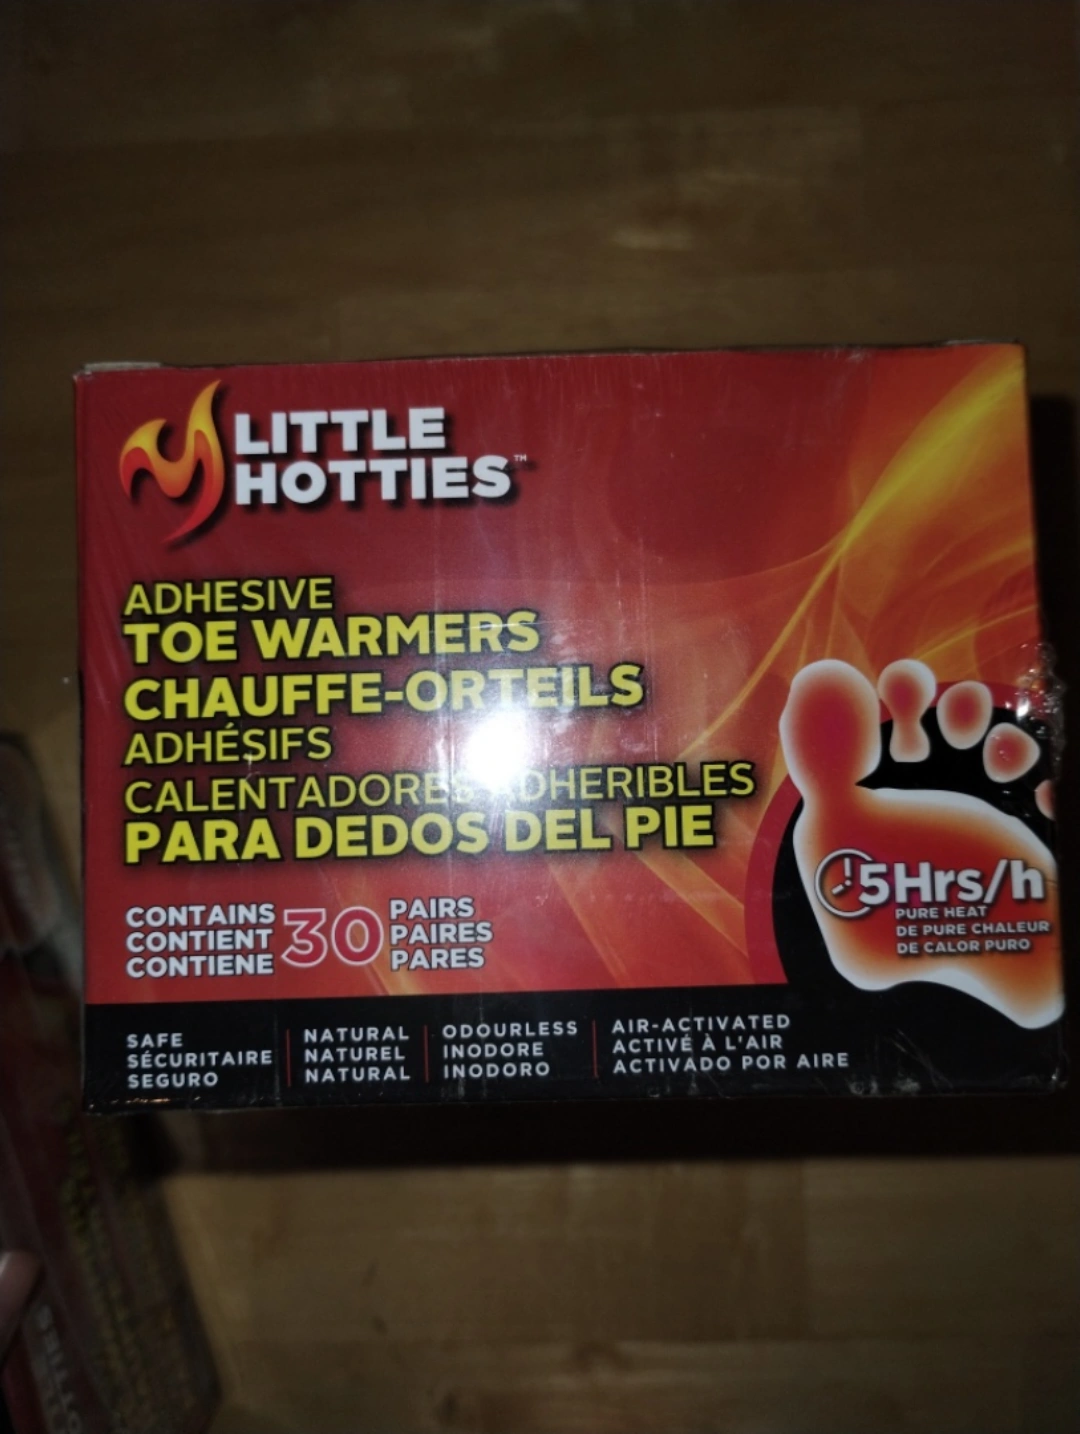 LITTLE
HOTTIES™
ADHESIVE
TOE WARMERS
CHAUFFE-ORTEILS
ADHÉSIFS
CALENTADORES ADHERIBLES
PARA DEDOS DEL PIE
CONTAINS
CONTIENT
CONTIENE
30
PAIRS
PAIRES
PARES
5Hrs/h
PURE HEAT
DE PURE CHALEUR
DE CALOR PURO
SAFE
SÉCURITAIRE
SEGURO
NATURAL
NATUREL
NATURAL
ODOURLESS
INODORE
INODORO
AIR-ACTIVATED
ACTIVÉ À L'AIR
ACTIVADO POR AIRE